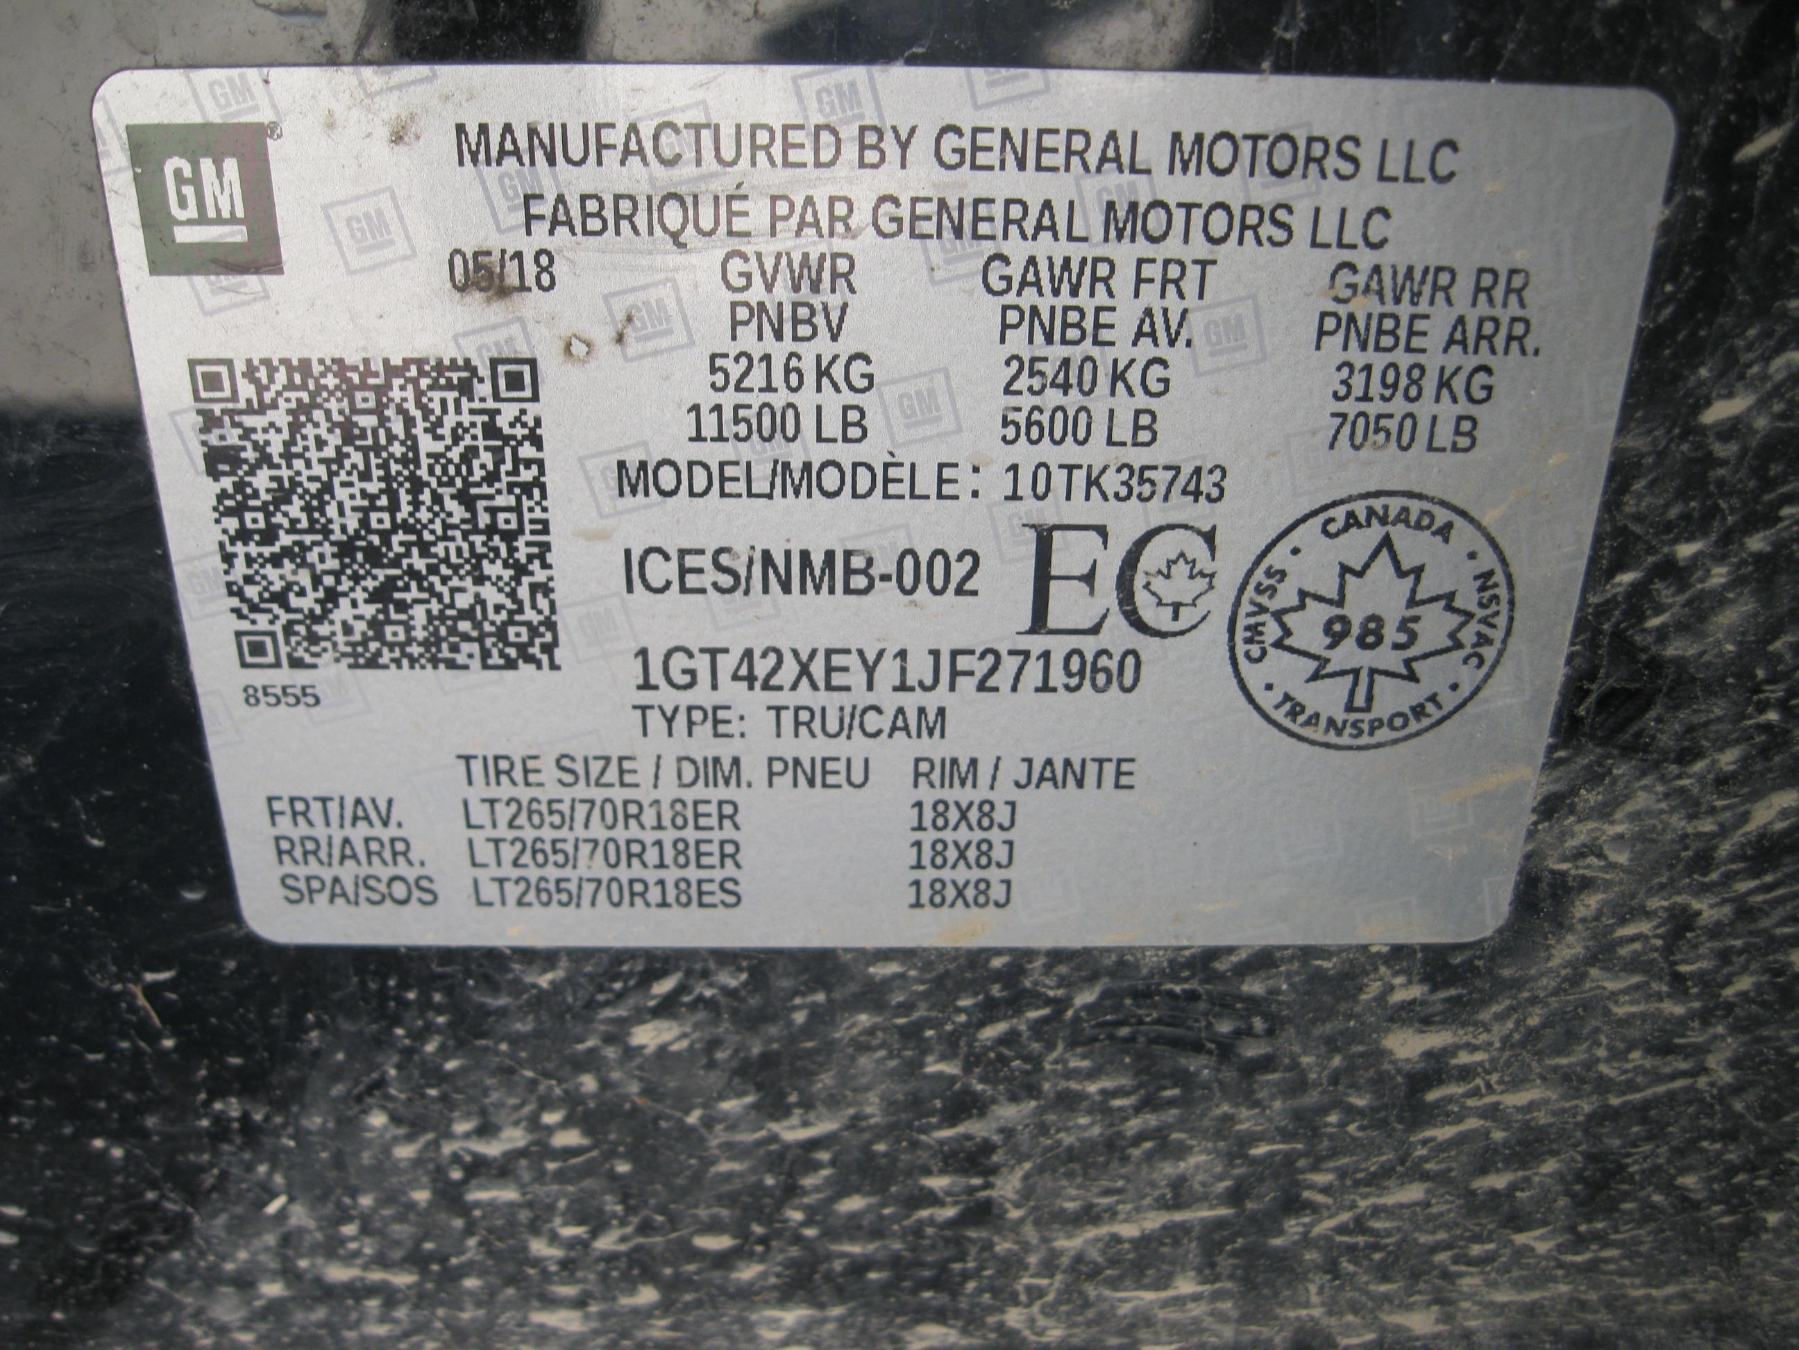 GM
MANUFACTURED BY GENERAL MOTORS LLC
FABRIQUÉ PAR GENERAL MOTORS LLC
05/18 GVWR GAWR FRT GAWR RR
PNBV PNBE AV. PNBE ARR.
5216 KG 2540 KG 3198 KG
11500 LB 5600 LB 7050 LB
MODEL/MODÈLE: 10TK35743
ICES/NMB-002 EC
CANADA
CMVSS 985 NSVAC
TRANSPORT
1GT42XEY1JF271960
8555
TYPE: TRU/CAM
TIRE SIZE / DIM. PNEU RIM / JANTE
FRT/AV. LT265/70R18ER 18X8J
RR/ARR. LT265/70R18ER 18X8J
SPA/SOS LT265/70R18ES 18X8J